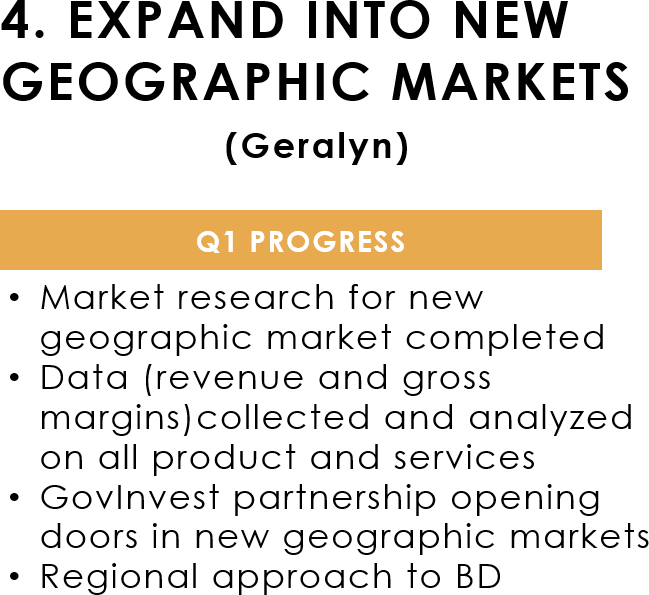 4. EXPAND INTO NEW
GEOGRAPHIC MARKETS
(Geralyn)
Q1 PROGRESS
• Market research for new
geographic market completed
• Data (revenue and gross
margins)collected and analyzed
on all product and services
• GovInvest partnership opening
doors in new geographic markets
• Regional approach to BD